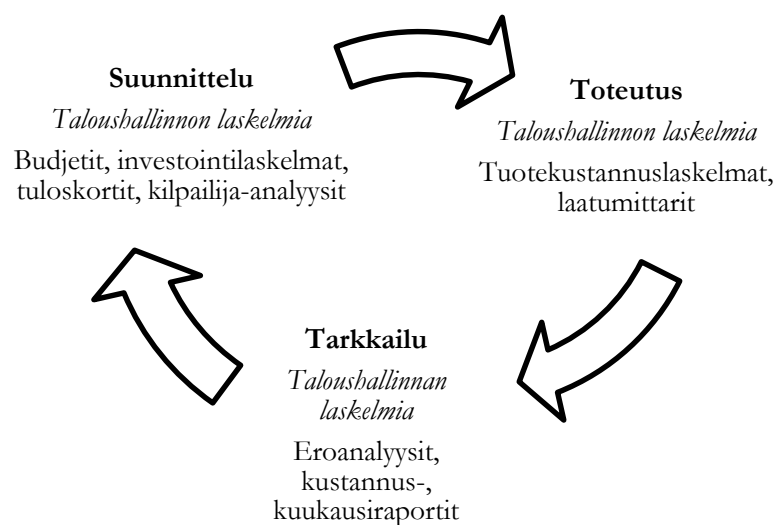 Suunnittelu
Taloushallinnon laskelmia
Budjetit, investointilaskelmat,
tuloskortit, kilpailija-analyysit
Toteutus
Taloushallinnon laskelmia
Tuotekustannuslaskelmat,
laatumittarit
Tarkkailu
Taloushallinnan
laskelmia
Eroanalyysit,
kustannus-,
kuukausiraportit